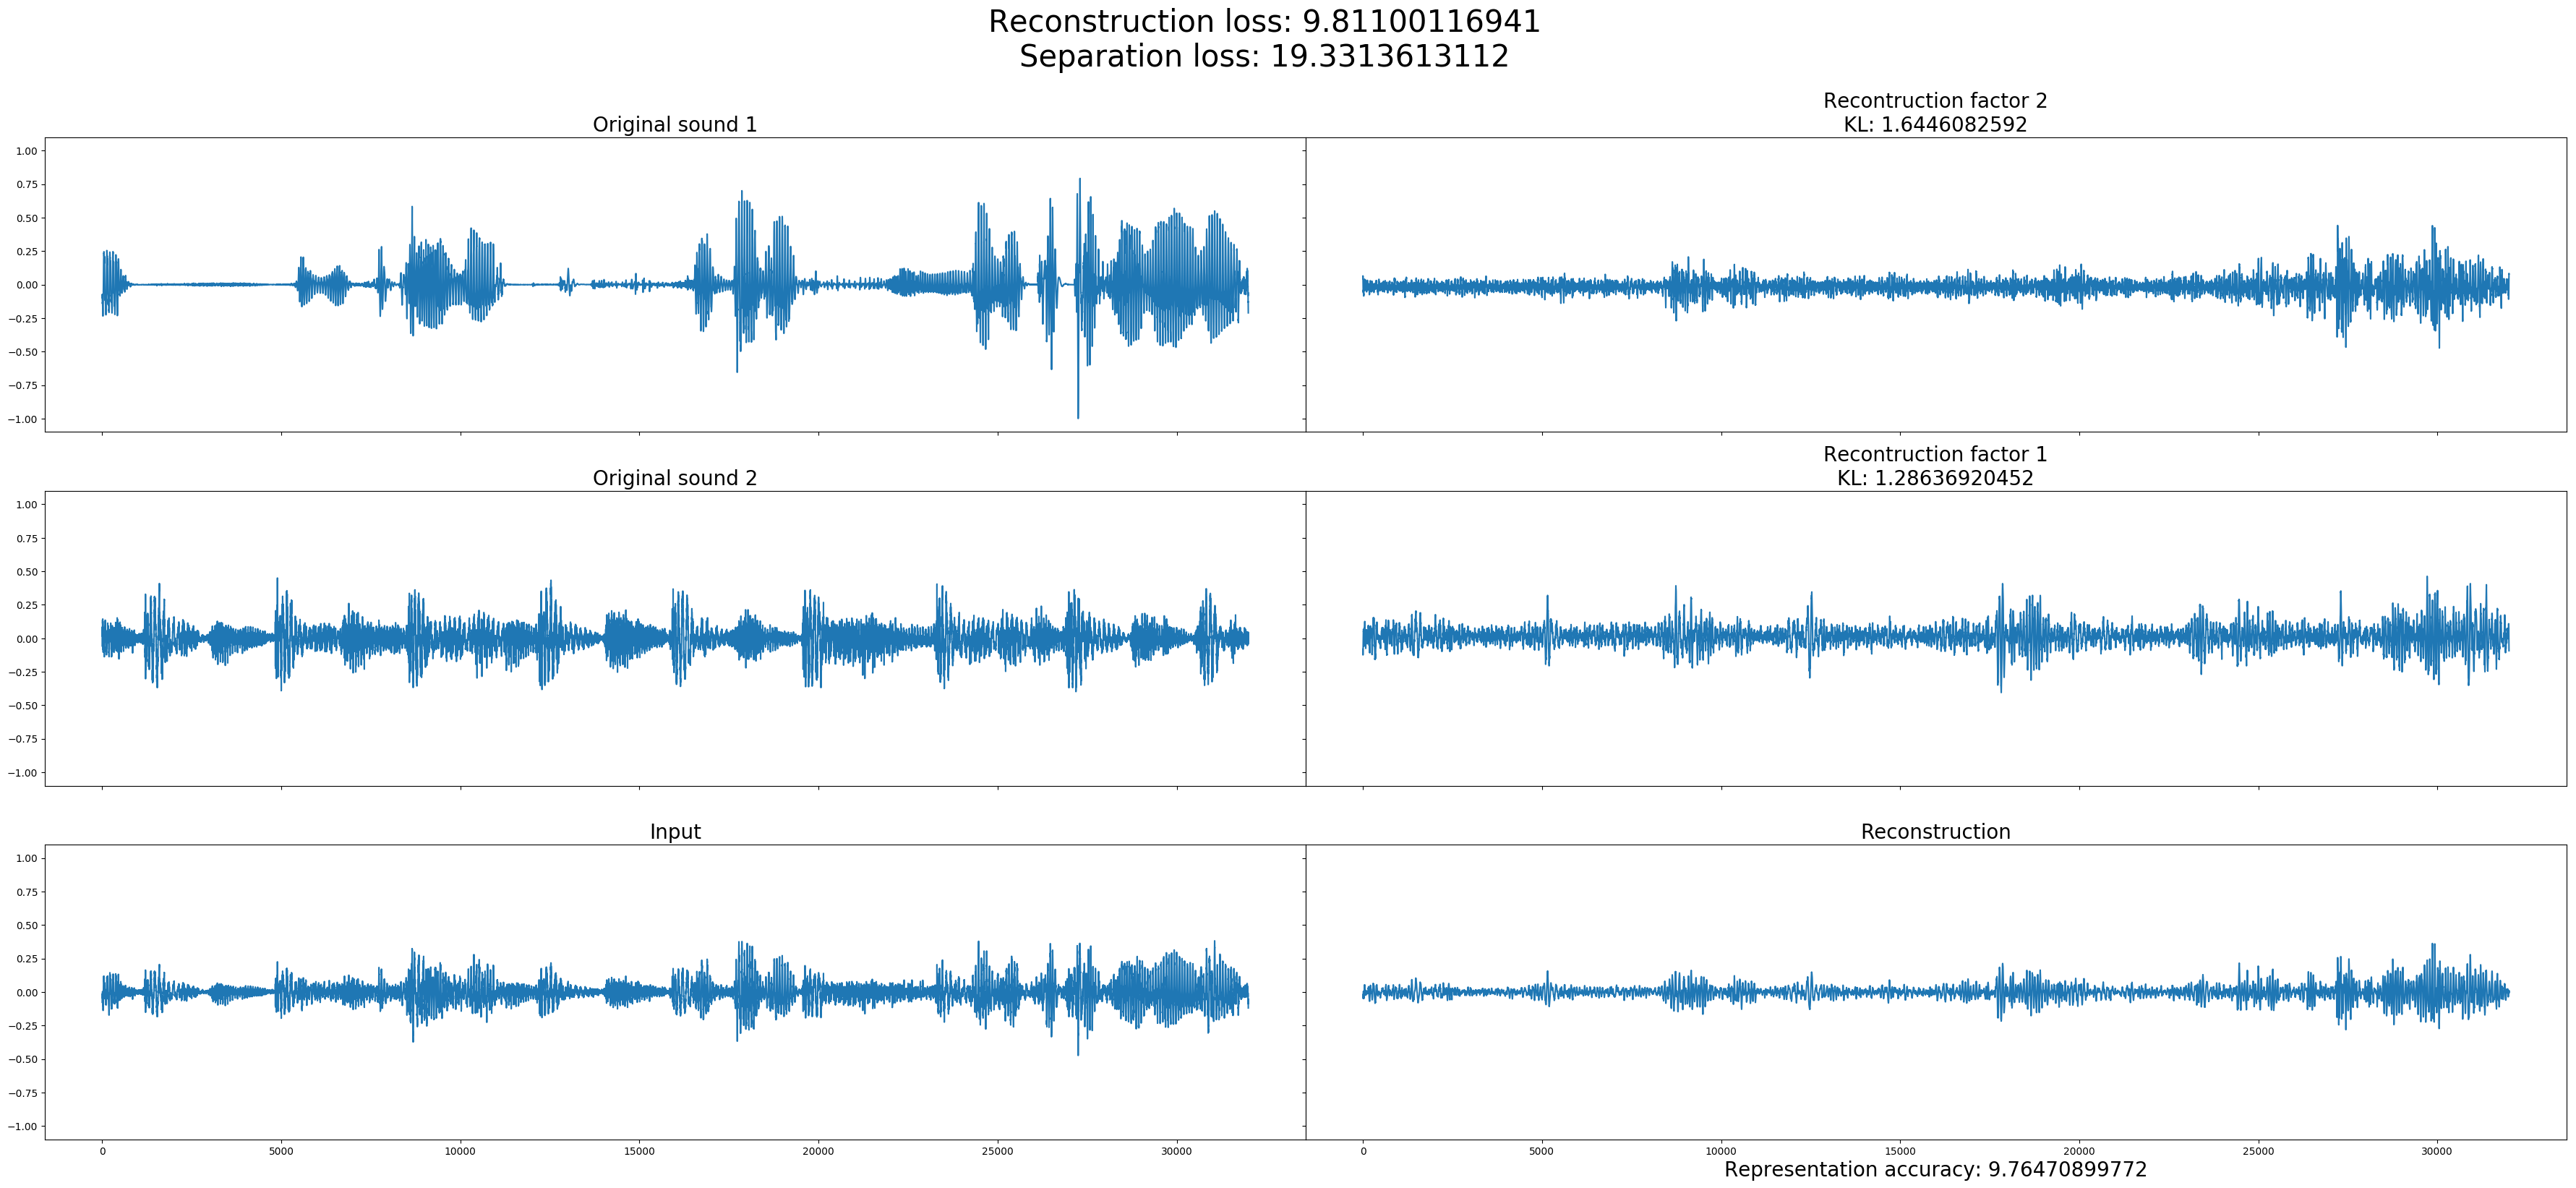 Reconstruction loss: 9.81100116941
Separation loss: 19.3313613112
Original sound 1
Recontruction factor 2
KL: 1.6446082592
1.00
0.75
0.50
0.25
0.00
−0.25
−0.50
−0.75
−1.00
Original sound 2
Recontruction factor 1
KL: 1.28636920452
1.00
0.75
0.50
0.25
0.00
−0.25
−0.50
−0.75
−1.00
Input
Reconstruction
1.00
0.75
0.50
0.25
0.00
−0.25
−0.50
−0.75
−1.00
0 5000 10000 15000 20000 25000 30000
0 5000 10000 15000 20000 25000 30000
Representation accuracy: 9.76470899772